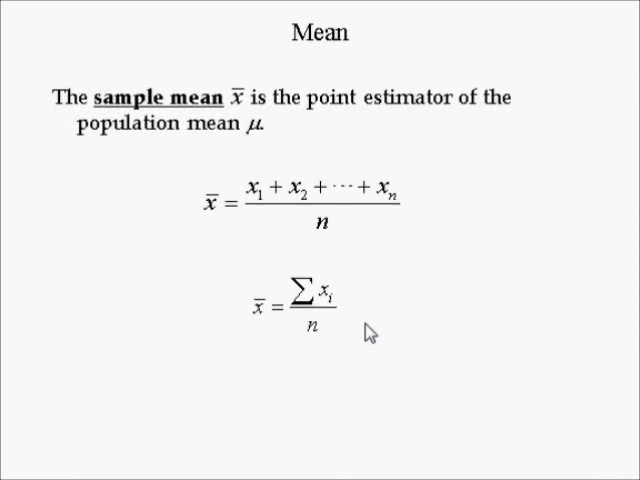 Mean
The sample mean x̄ is the point estimator of the
population mean μ.
x̄ = (x₁ + x₂ + ⋯ + xₙ) / n
x̄ = ∑ xᵢ / n